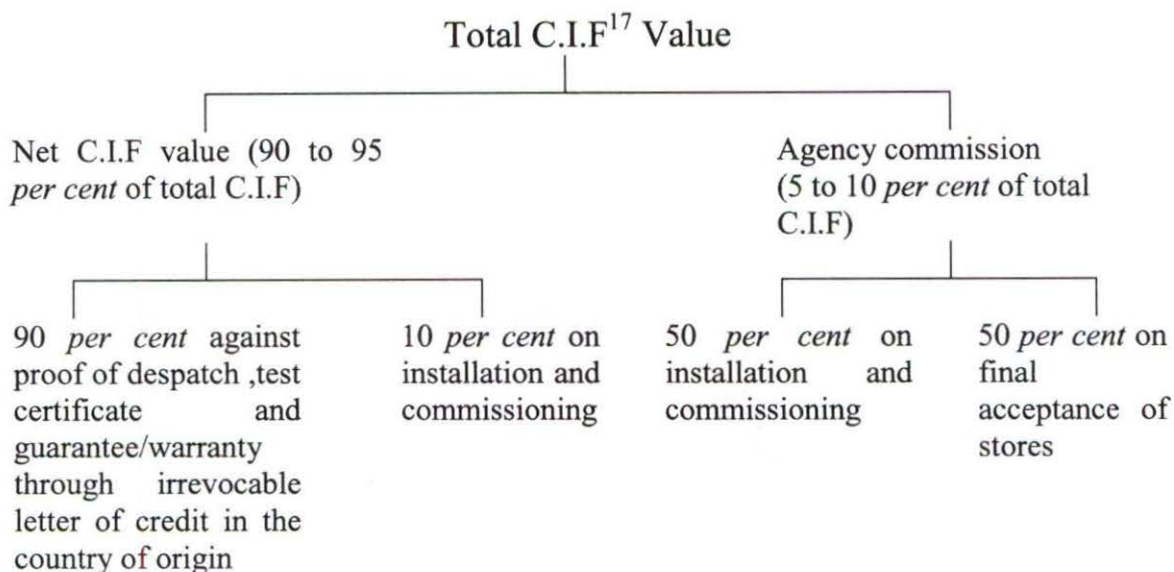 Total C.I.F17 Value
Net C.I.F value (90 to 95
per cent of total C.I.F)
Agency commission
(5 to 10 per cent of total
C.I.F)
90 per cent against
proof of despatch ,test
certificate and
guarantee/warranty
through irrevocable
letter of credit in the
country of origin
10 per cent on
installation and
commissioning
50 per cent on
installation and
commissioning
50 per cent on
final
acceptance of
stores